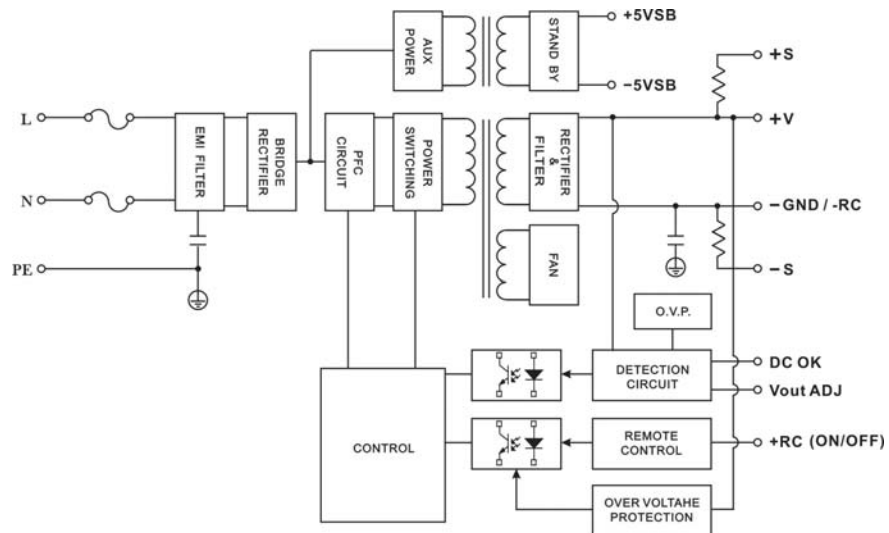 +5VSB
AUX
POWER
STAND BY
−5VSB
+S
L
EMI FILTER
BRIDGE
RECTIFIER
PFC
CIRCUIT
POWER
SWITCHING
RECTIFIER
&
FILTER
+V
N
−GND / -RC
PE
FAN
−S
O.V.P.
DETECTION
CIRCUIT
DC OK
Vout ADJ
CONTROL
REMOTE
CONTROL
+RC (ON/OFF)
OVER VOLTAHE
PROTECTION